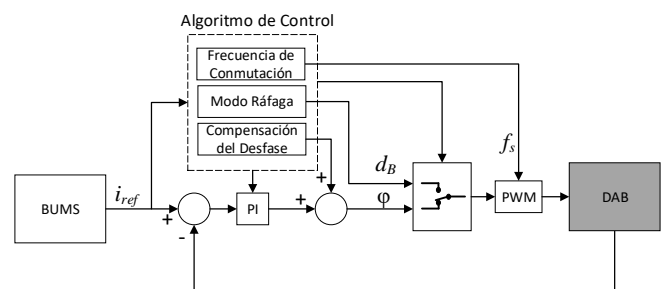 Algoritmo de Control
Frecuencia de
Conmutación
Modo Ráfaga
Compensación
del Desfase
f_s
d_B
+
BUMS
i_ref
+
-
PI
+
φ
PWM
DAB